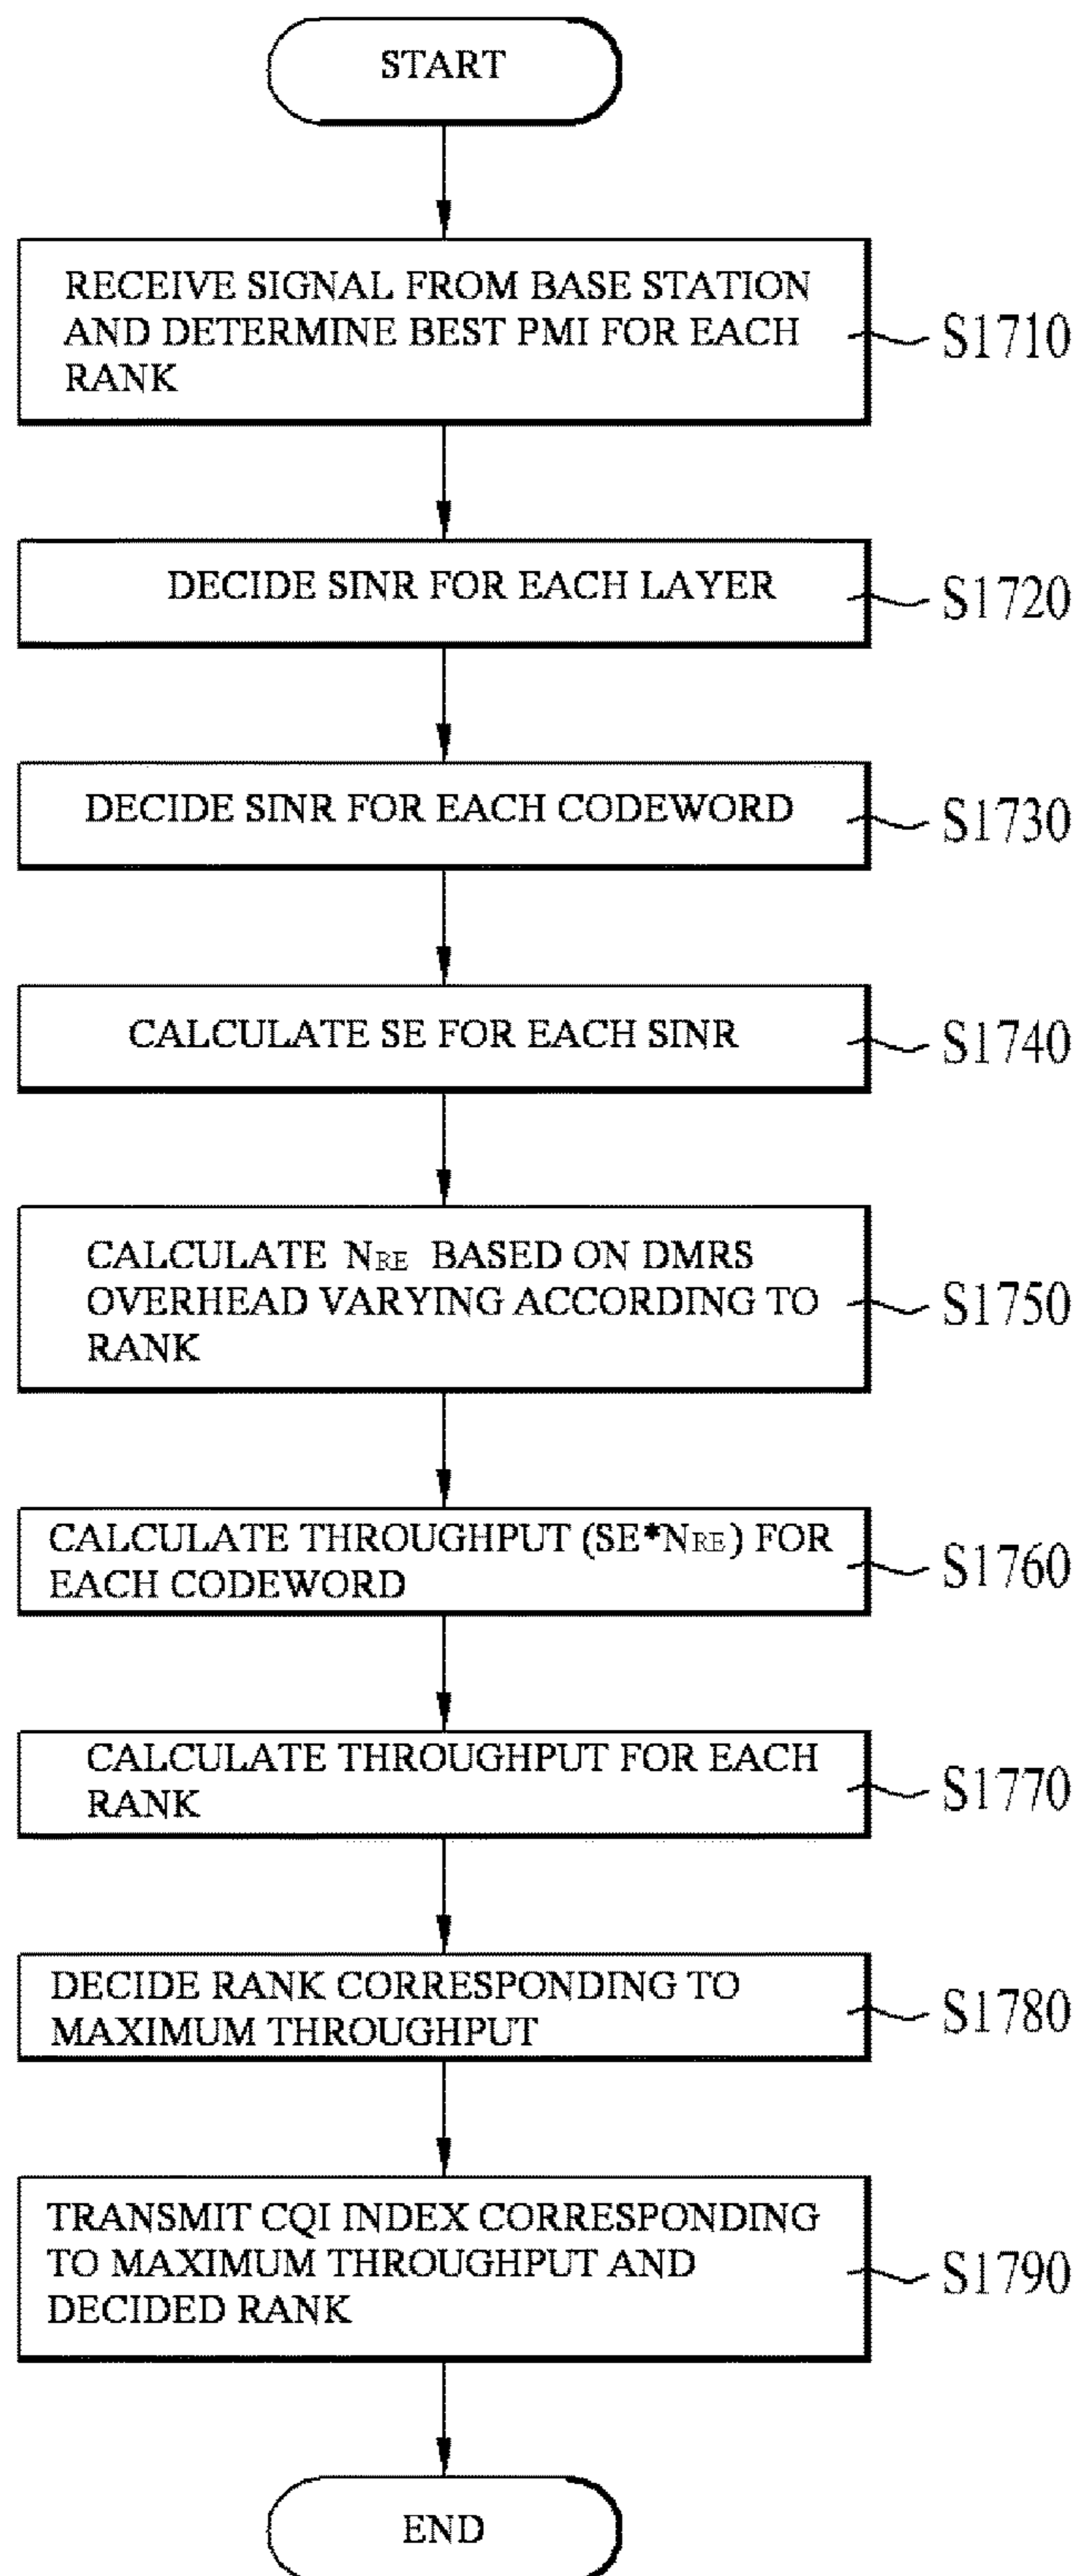 START
RECEIVE SIGNAL FROM BASE STATION
AND DETERMINE BEST PMI FOR EACH
RANK
S1710
DECIDE SINR FOR EACH LAYER
S1720
DECIDE SINR FOR EACH CODEWORD
S1730
CALCULATE SE FOR EACH SINR
S1740
CALCULATE NRE BASED ON DMRS
OVERHEAD VARYING ACCORDING TO
RANK
S1750
CALCULATE THROUGHPUT (SE*NRE) FOR
EACH CODEWORD
S1760
CALCULATE THROUGHPUT FOR EACH
RANK
S1770
DECIDE RANK CORRESPONDING TO
MAXIMUM THROUGHPUT
S1780
TRANSMIT CQI INDEX CORRESPONDING
TO MAXIMUM THROUGHPUT AND
DECIDED RANK
S1790
END